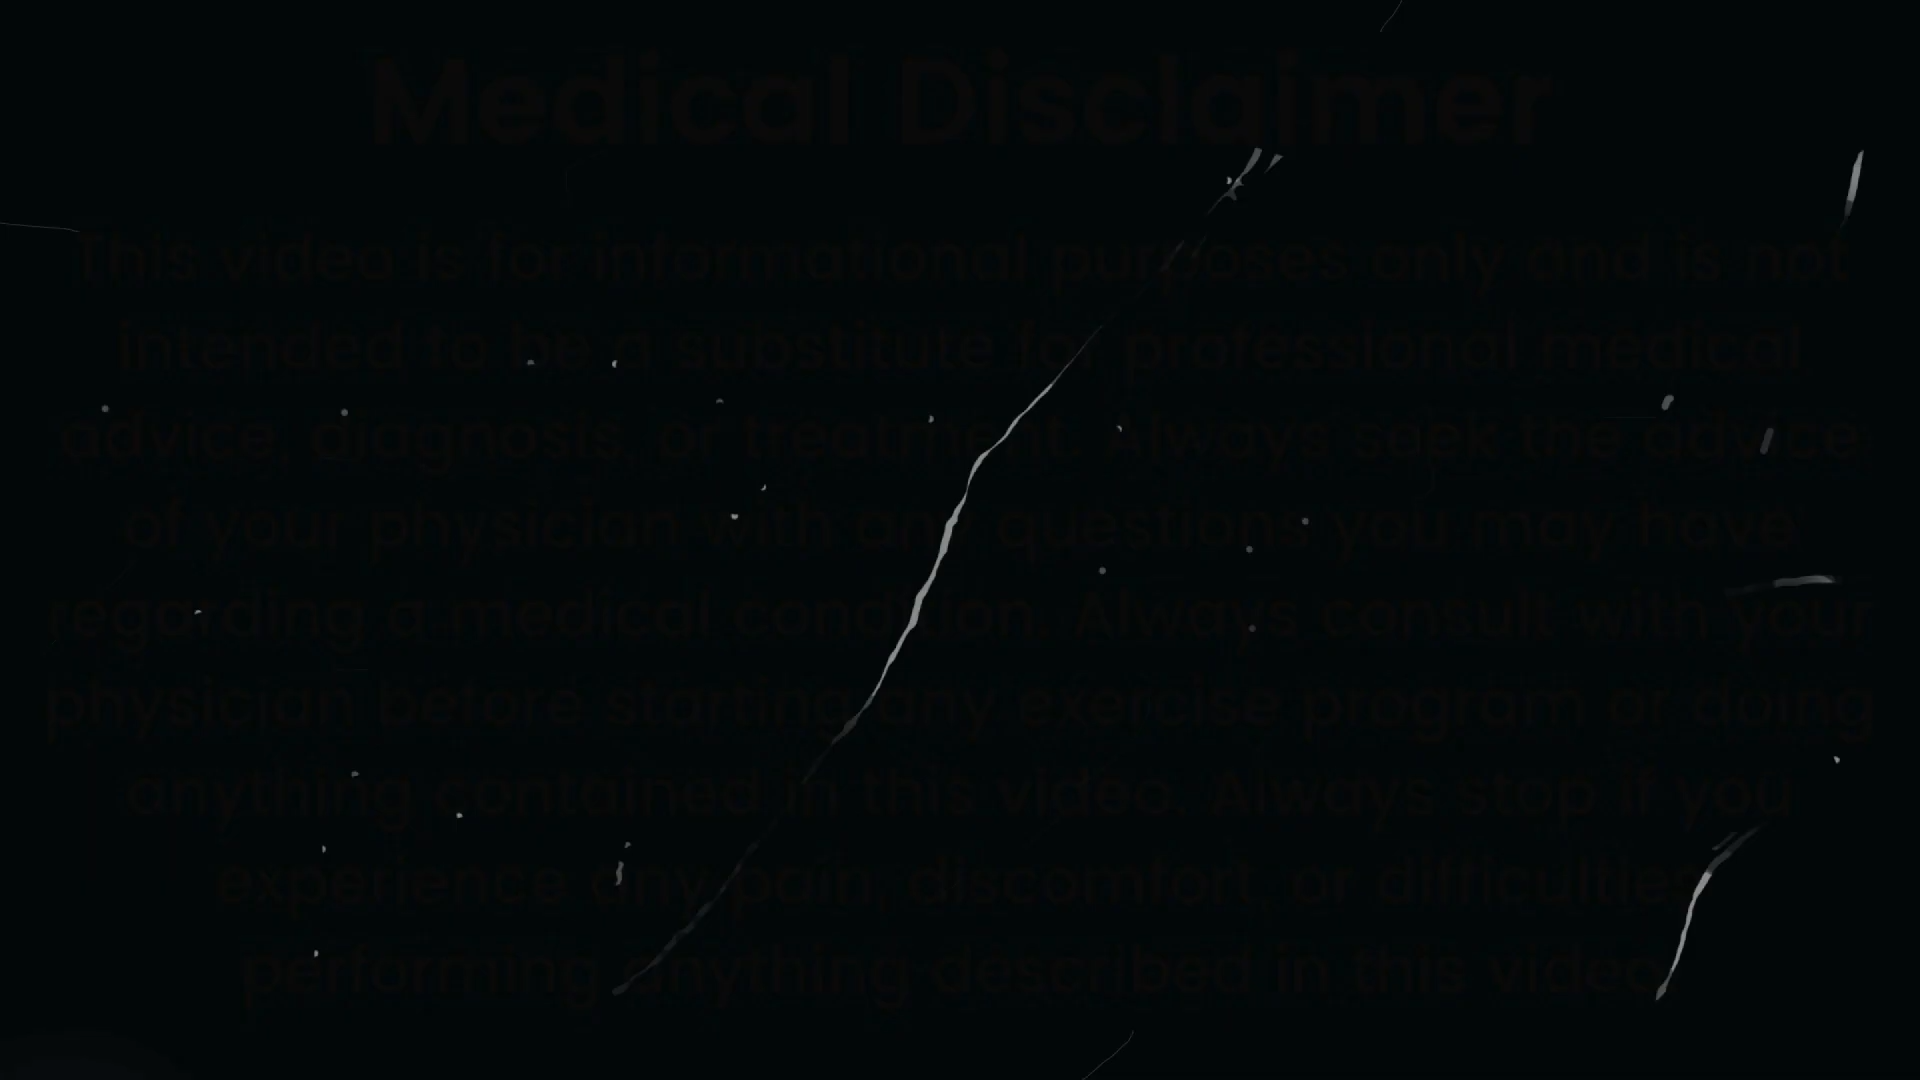 Medical Disclaimer
This video is for informational purposes only and is not
intended to be a substitute for professional medical
advice, diagnosis, or treatment. Always seek the advice
of your physician with any questions you may have
regarding a medical condition. Always consult with your
physician before starting any exercise program or doing
anything contained in this video. Always stop if you
experience any pain, discomfort, or difficulties
performing anything described in this video.